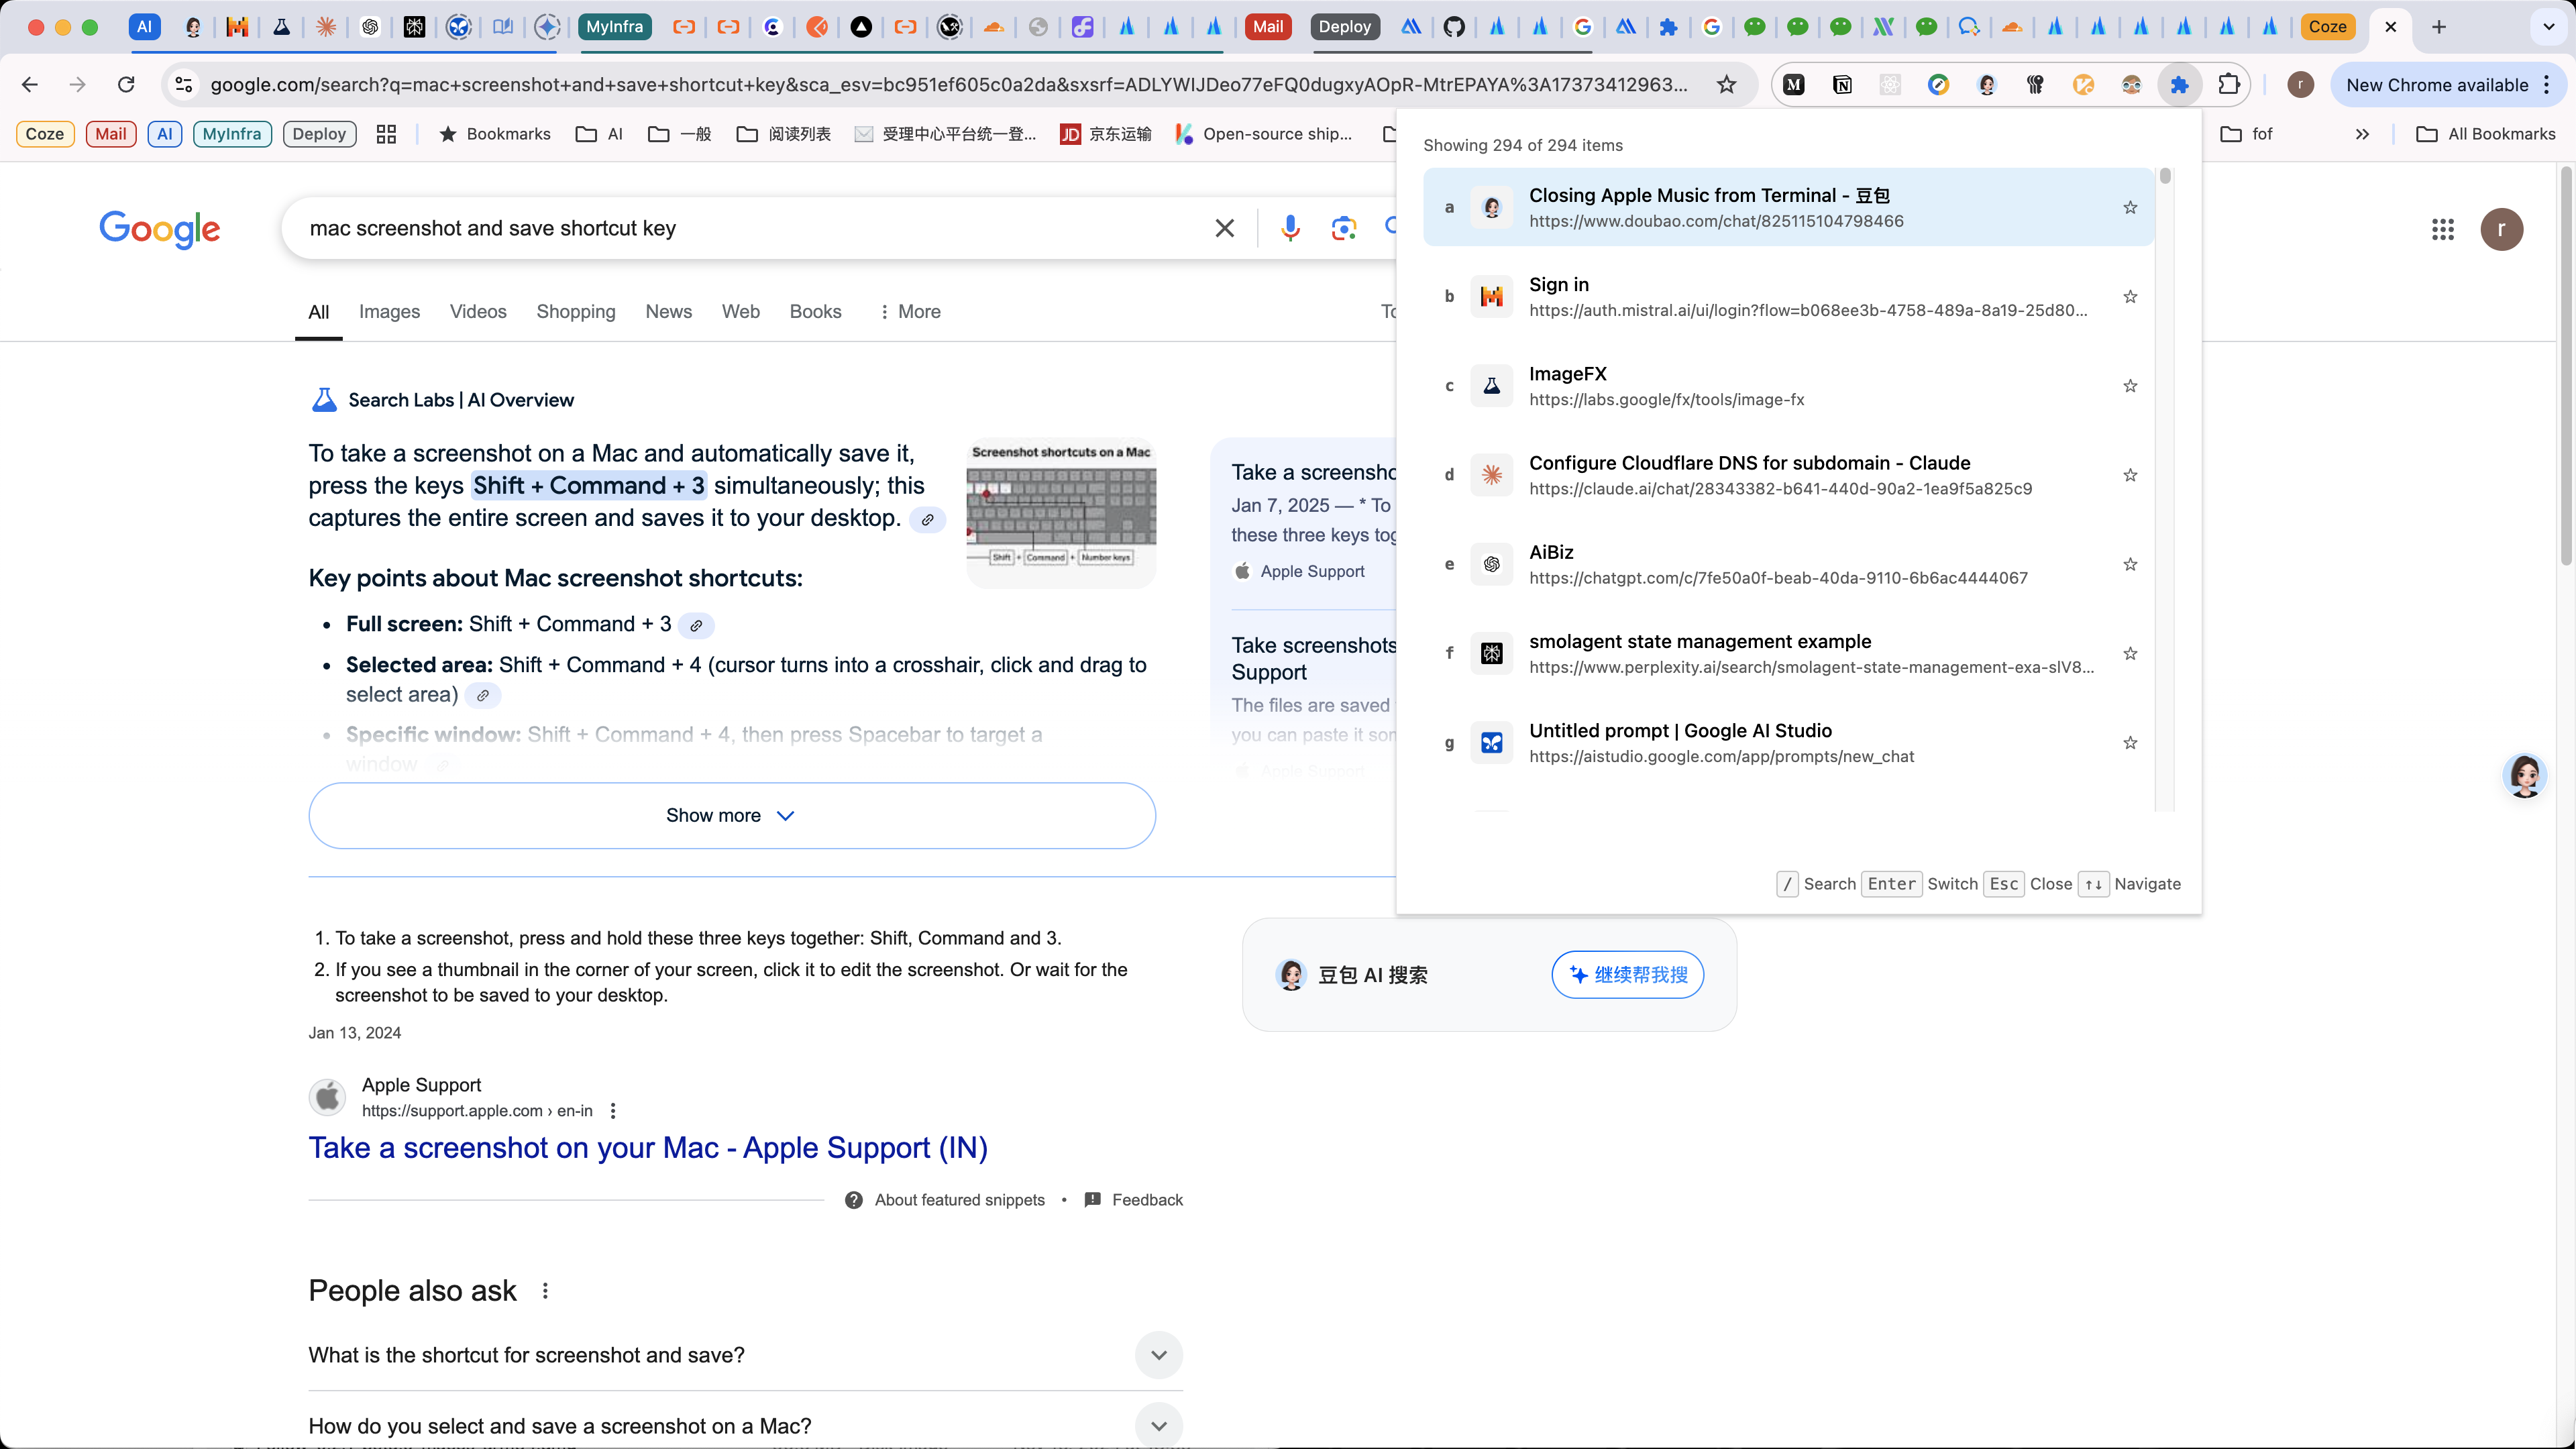 AI
MyInfra
Mail
Deploy
Coze
google.com/search?q=mac+screenshot+and+save+shortcut+key&sca_esv=bc951ef605c0a2da&sxsrf=ADLYWIJDeo77eFQ0dugxyAOpR-MtrEPAYA%3A17373412963...
r
New Chrome available
Coze
Mail
AI
MyInfra
Deploy
Bookmarks
AI
一般
阅读列表
受理中心平台统一登...
JD 京东运输
Open-source ship...
fof
All Bookmarks
Google
mac screenshot and save shortcut key
r
All
Images
Videos
Shopping
News
Web
Books
More
Search Labs | AI Overview
To take a screenshot on a Mac and automatically save it,
press the keys Shift + Command + 3 simultaneously; this
captures the entire screen and saves it to your desktop.
Screenshot shortcuts on a Mac
Shift + Command + Number keys
Key points about Mac screenshot shortcuts:
• Full screen: Shift + Command + 3
• Selected area: Shift + Command + 4 (cursor turns into a crosshair, click and drag to
select area)
• Specific window: Shift + Command + 4, then press Spacebar to target a
window
Take a screensho
Jan 7, 2025 — * To
these three keys tog
Apple Support
Take screenshots
Support
The files are saved
you can paste it son
Apple Support
Show more
1. To take a screenshot, press and hold these three keys together: Shift, Command and 3.
2. If you see a thumbnail in the corner of your screen, click it to edit the screenshot. Or wait for the
screenshot to be saved to your desktop.
Jan 13, 2024
Apple Support
https://support.apple.com › en-in
Take a screenshot on your Mac - Apple Support (IN)
About featured snippets • Feedback
People also ask
What is the shortcut for screenshot and save?
How do you select and save a screenshot on a Mac?
Showing 294 of 294 items
a
Closing Apple Music from Terminal - 豆包
https://www.doubao.com/chat/825115104798466
b
Sign in
https://auth.mistral.ai/ui/login?flow=b068ee3b-4758-489a-8a19-25d80...
c
ImageFX
https://labs.google/fx/tools/image-fx
d
Configure Cloudflare DNS for subdomain - Claude
https://claude.ai/chat/28343382-b641-440d-90a2-1ea9f5a825c9
e
AiBiz
https://chatgpt.com/c/7fe50a0f-beab-40da-9110-6b6ac4444067
f
smolagent state management example
https://www.perplexity.ai/search/smolagent-state-management-exa-slV8...
g
Untitled prompt | Google AI Studio
https://aistudio.google.com/app/prompts/new_chat
/ Search Enter Switch Esc Close ↑↓ Navigate
豆包 AI 搜索
继续帮我搜